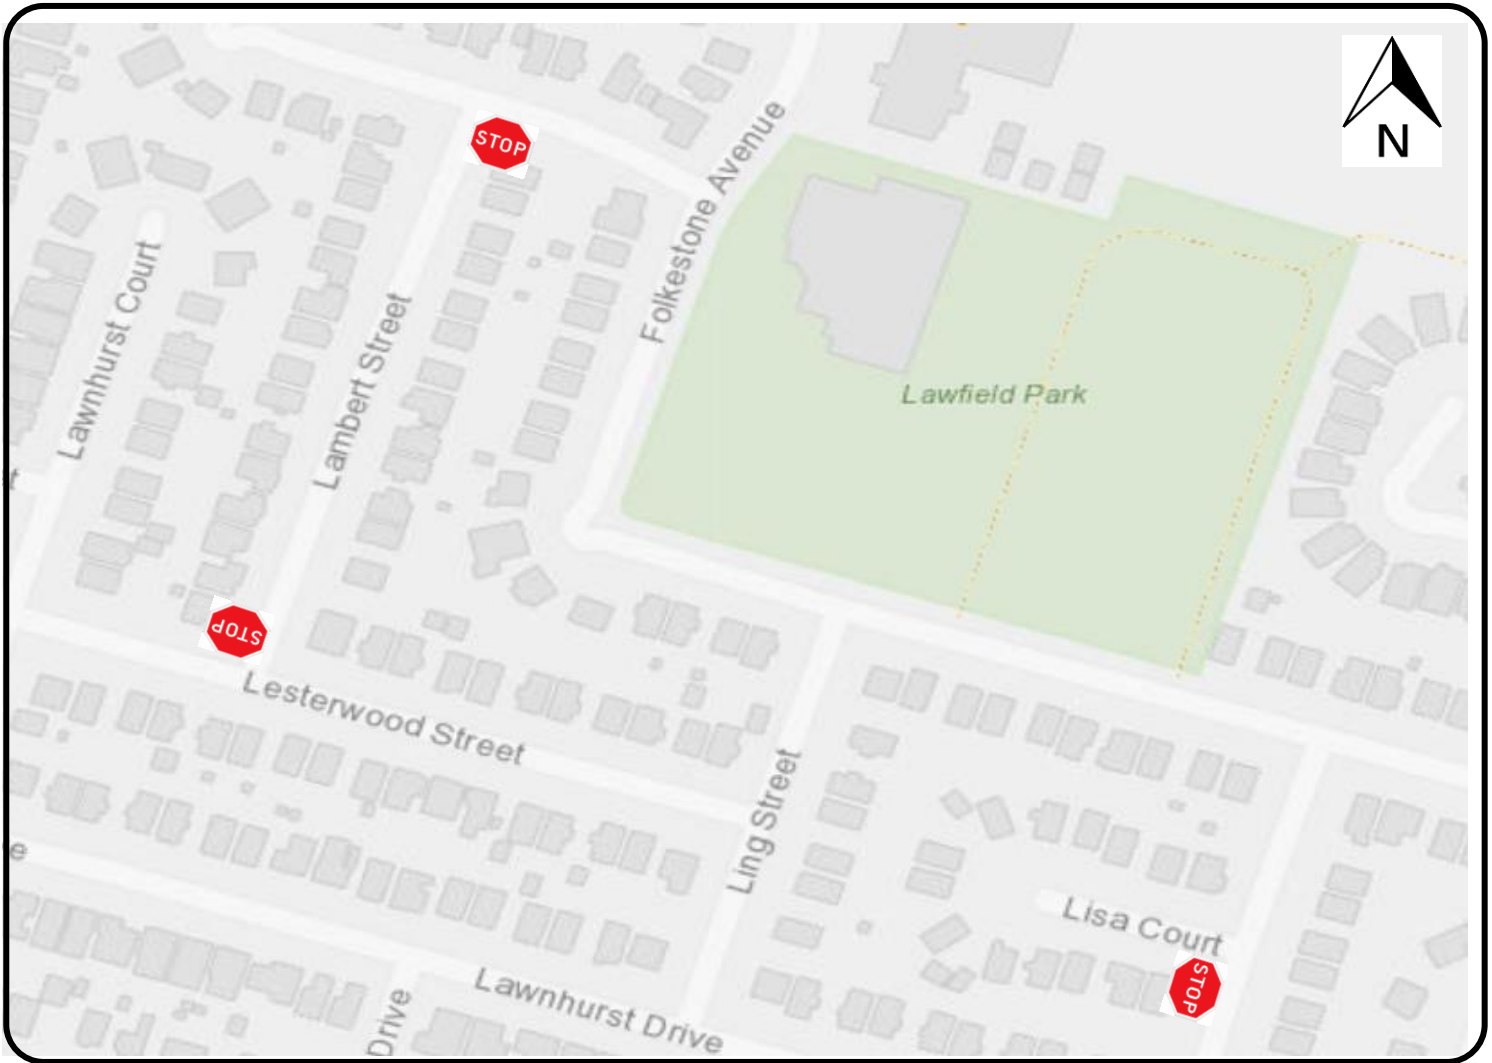 STOP
N
Folkestone Avenue
Lawnhurst Court
Lambert Street
Lawfield Park
t
STOP
Lesterwood Street
Ling Street
e
Lisa Court
STOP
Lawnhurst Drive
Drive